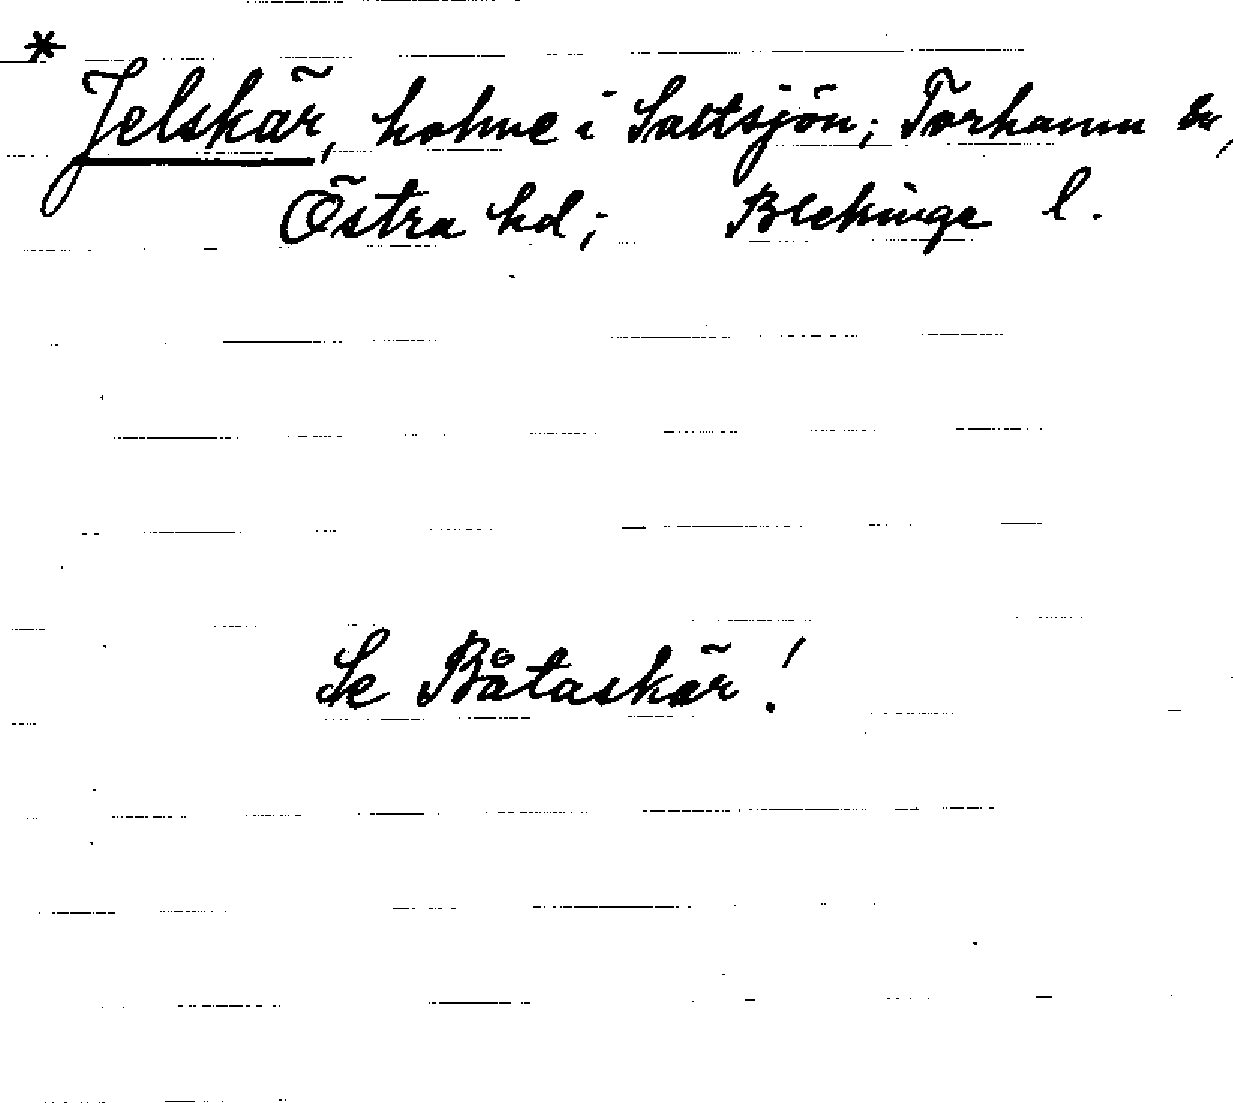 * Jelskär, holme i Saltsjön; Torhamn sn,
Östra hd; Blekinge l.
Se Båtaskär!